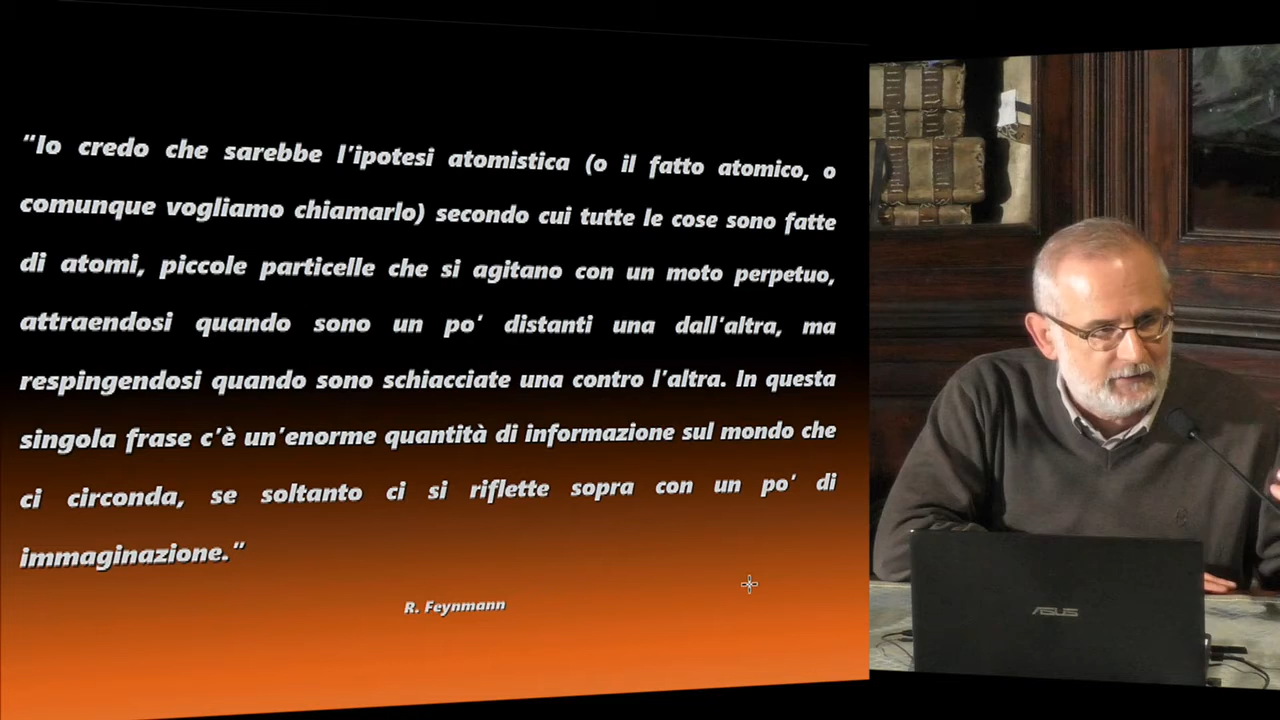 “Io credo che sarebbe l’ipotesi atomistica (o il fatto atomico, o
comunque vogliamo chiamarlo) secondo cui tutte le cose sono fatte
di atomi, piccole particelle che si agitano con un moto perpetuo,
attraendosi quando sono un po’ distanti una dall’altra, ma
respingendosi quando sono schiacciate una contro l’altra. In questa
singola frase c’è un’enorme quantità di informazione sul mondo che
ci circonda, se soltanto ci si riflette sopra con un po’ di
immaginazione.”
R. Feynmann
ASUS